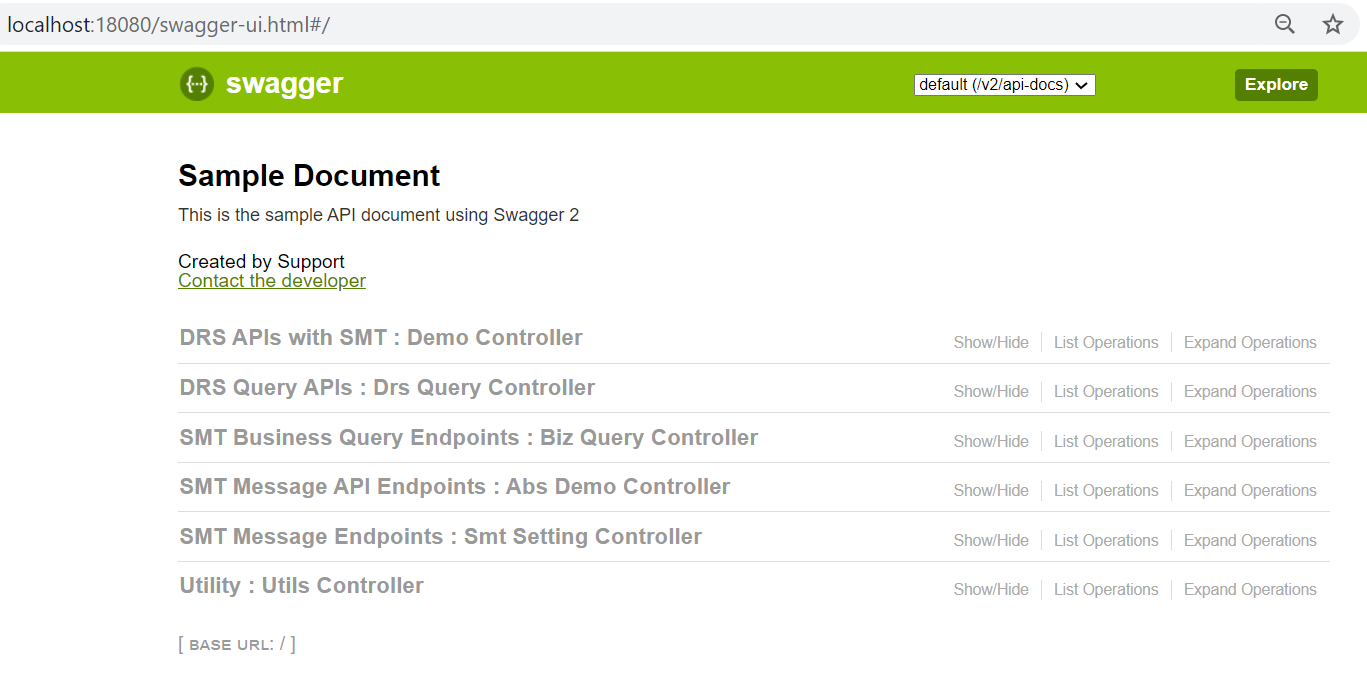 localhost:18080/swagger-ui.html#/
{···} swagger default (/v2/api-docs) Explore
Sample Document
This is the sample API document using Swagger 2
Created by Support
Contact the developer
DRS APIs with SMT : Demo Controller Show/Hide List Operations Expand Operations
DRS Query APIs : Drs Query Controller Show/Hide List Operations Expand Operations
SMT Business Query Endpoints : Biz Query Controller Show/Hide List Operations Expand Operations
SMT Message API Endpoints : Abs Demo Controller Show/Hide List Operations Expand Operations
SMT Message Endpoints : Smt Setting Controller Show/Hide List Operations Expand Operations
Utility : Utils Controller Show/Hide List Operations Expand Operations
[ BASE URL: / ]